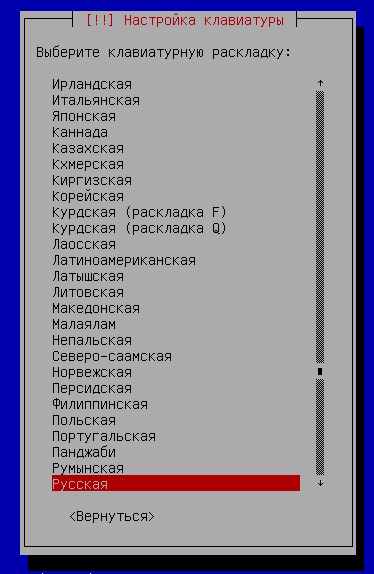 [!!] Настройка клавиатуры
Выберите клавиатурную раскладку:
Ирландская
Итальянская
Японская
Каннада
Казахская
Кхмерская
Киргизская
Корейская
Курдская (раскладка F)
Курдская (раскладка Q)
Лаосская
Латиноамериканская
Латышская
Литовская
Македонская
Малаялам
Непальская
Северо-саамская
Норвежская
Персидская
Филиппинская
Польская
Португальская
Панджаби
Румынская
Русская
<Вернуться>